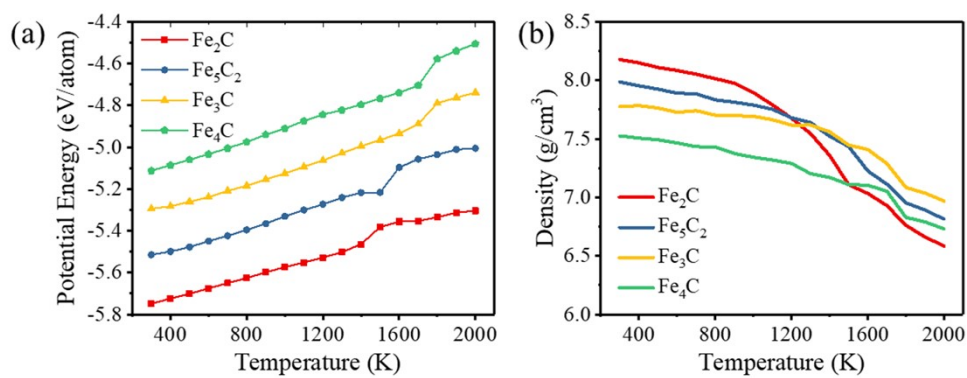 (a)
Potential Energy (eV/atom)
-4.4
-4.6
-4.8
-5.0
-5.2
-5.4
-5.6
-5.8
Fe₂C
Fe₅C₂
Fe₃C
Fe₄C
400 800 1200 1600 2000
Temperature (K)
(b)
Density (g/cm³)
8.5
8.0
7.5
7.0
6.5
6.0
Fe₂C
Fe₅C₂
Fe₃C
Fe₄C
400 800 1200 1600 2000
Temperature (K)